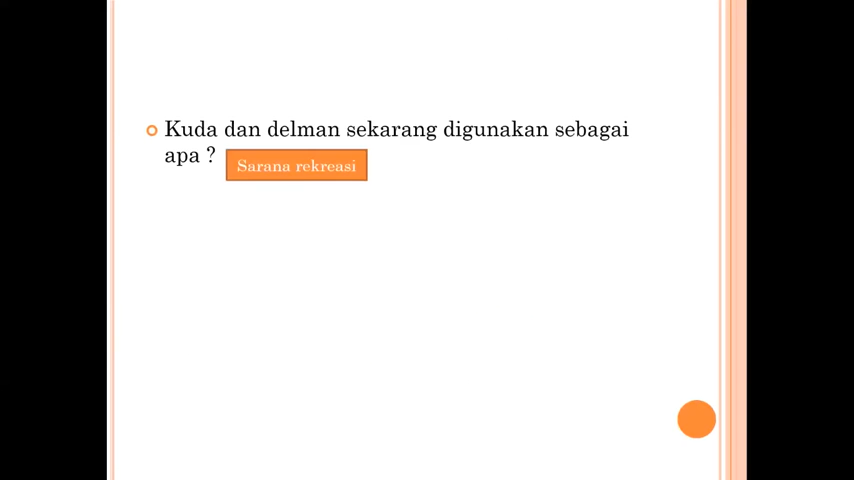 Kuda dan delman sekarang digunakan sebagai
apa ? Sarana rekreasi